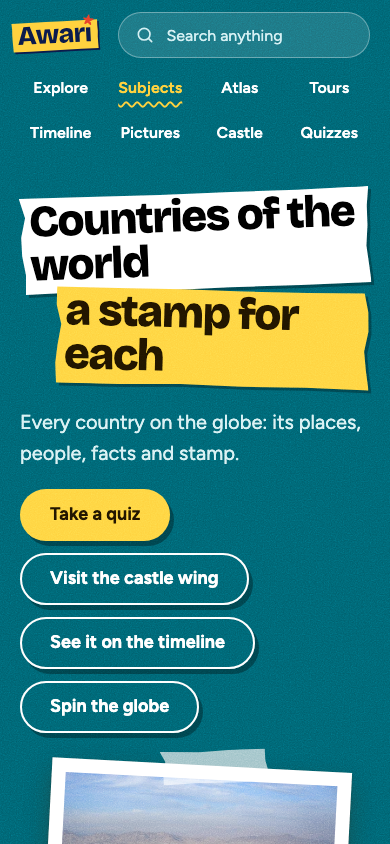 Awari
Search anything
Explore
Subjects
Atlas
Tours
Timeline
Pictures
Castle
Quizzes
Countries of the
world
a stamp for
each
Every country on the globe: its places,
people, facts and stamp.
Take a quiz
Visit the castle wing
See it on the timeline
Spin the globe